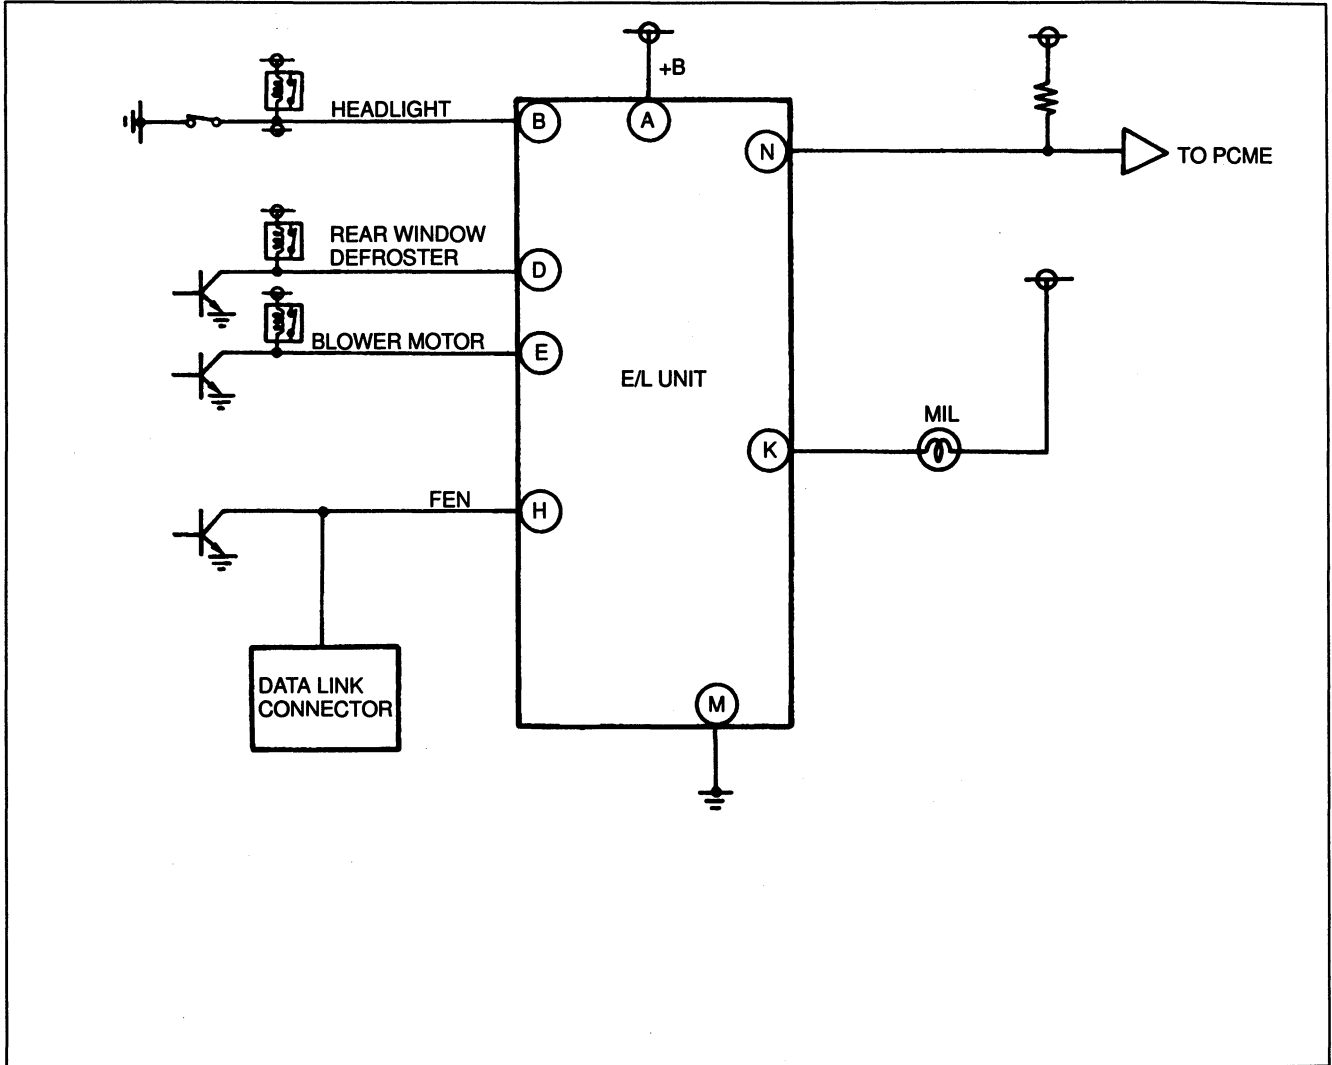 +B
HEADLIGHT
B
A
N
TO PCME
REAR WINDOW
DEFROSTER
D
BLOWER MOTOR
E
E/L UNIT
MIL
K
FEN
H
DATA LINK
CONNECTOR
M